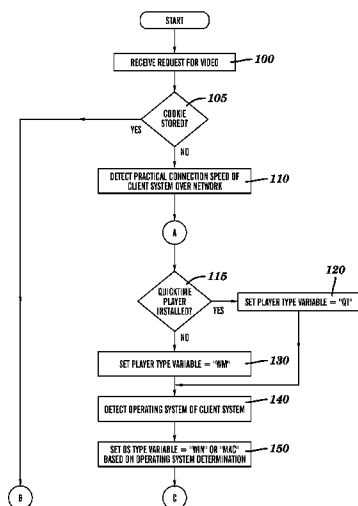 START
RECEIVE REQUEST FOR VIDEO
100
105
COOKIE
STORED?
YES
NO
DETECT PRACTICAL CONNECTION SPEED OF
CLIENT SYSTEM OVER NETWORK
110
A
115
QUICKTIME
PLAYER
INSTALLED?
YES
120
SET PLAYER TYPE VARIABLE = "QT"
NO
130
SET PLAYER TYPE VARIABLE = "WM"
140
DETECT OPERATING SYSTEM OF CLIENT SYSTEM
150
SET OS TYPE VARIABLE = "WIN" OR "MAC"
BASED ON OPERATING SYSTEM DETERMINATION
B
C